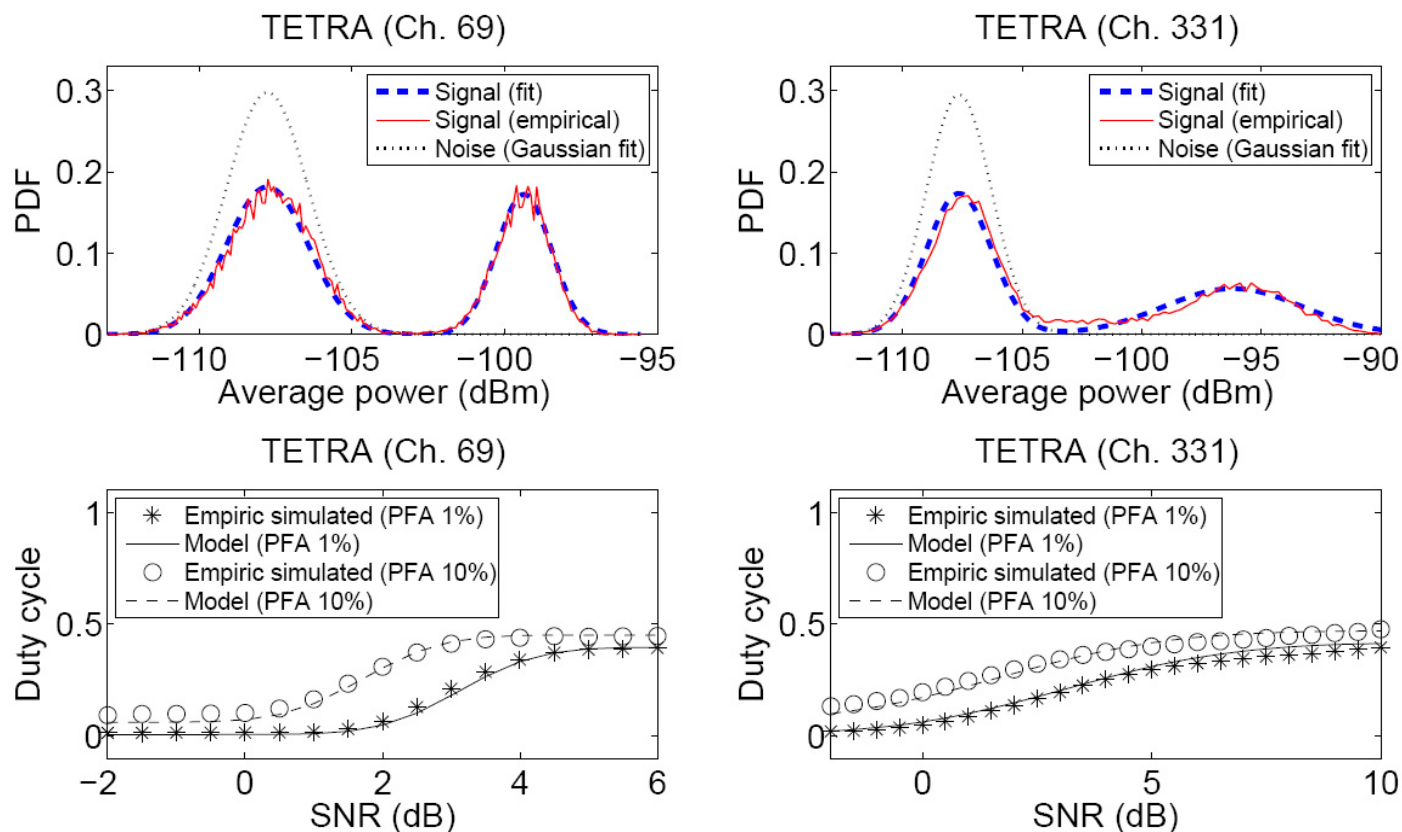 TETRA (Ch. 69)
0.3
0.2
0.1
0
PDF
Signal (fit)
Signal (empirical)
Noise (Gaussian fit)
−110
−105
−100
−95
Average power (dBm)
TETRA (Ch. 331)
0.3
0.2
0.1
0
PDF
Signal (fit)
Signal (empirical)
Noise (Gaussian fit)
−110
−105
−100
−95
−90
Average power (dBm)
TETRA (Ch. 69)
1
0.5
0
Duty cycle
Empiric simulated (PFA 1%)
Model (PFA 1%)
Empiric simulated (PFA 10%)
Model (PFA 10%)
−2
0
2
4
6
SNR (dB)
TETRA (Ch. 331)
1
0.5
0
Duty cycle
Empiric simulated (PFA 1%)
Model (PFA 1%)
Empiric simulated (PFA 10%)
Model (PFA 10%)
0
5
10
SNR (dB)